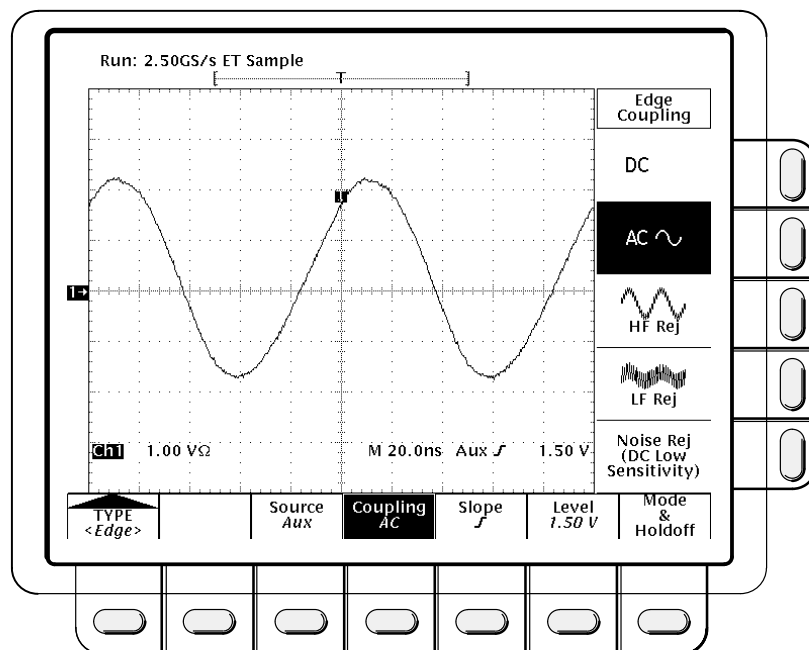 Run: 2.50GS/s ET Sample
T
Edge
Coupling
DC
AC
HF Rej
LF Rej
Noise Rej
(DC Low
Sensitivity)
1
Ch1 1.00 VΩ M 20.0ns Aux 1.50 V
TYPE
<Edge>
Source
Aux
Coupling
AC
Slope
Level
1.50 V
Mode
&
Holdoff